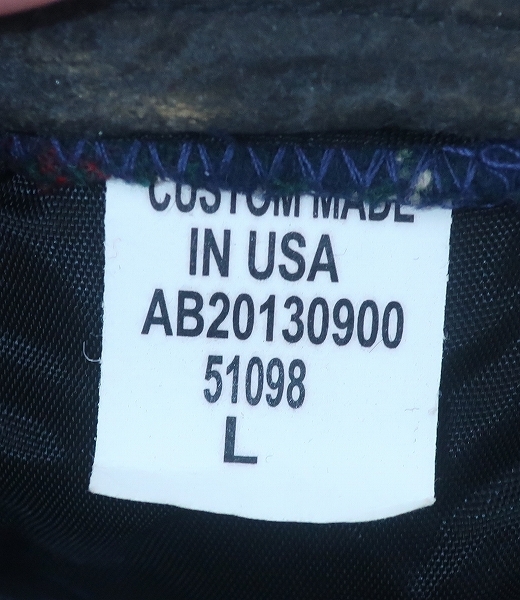 CUSTOM MADE
IN USA
AB20130900
51098
L